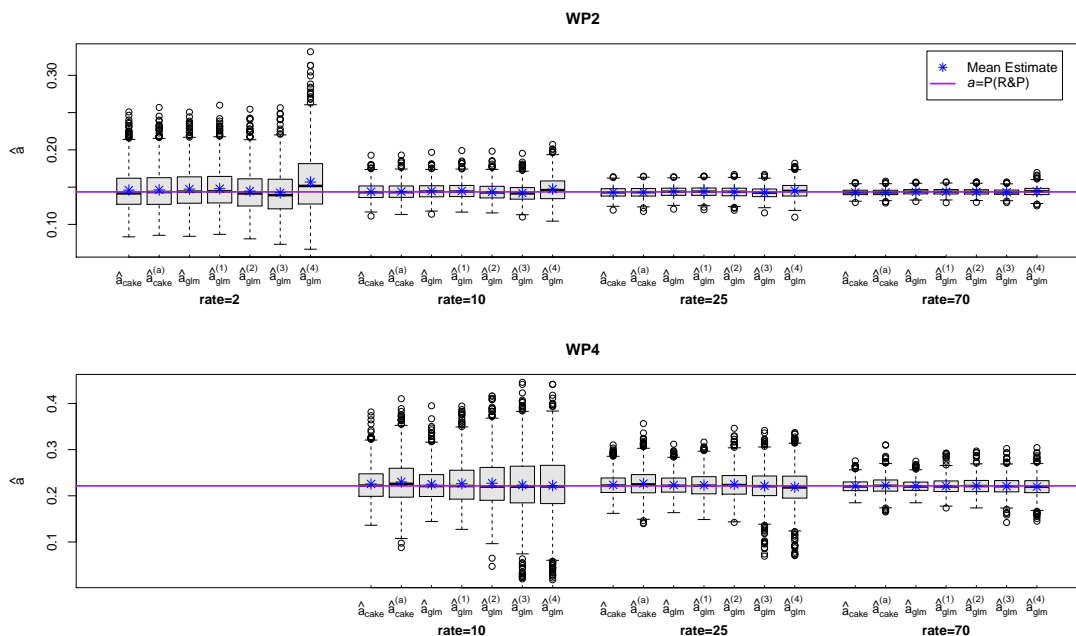 WP2
Mean Estimate
a=P(R&P)
â
0.30
0.20
0.10
â_cake â_cake^(a) â_glm â_glm^(1) â_glm^(2) â_glm^(3) â_glm^(4) â_cake â_cake^(a) â_glm â_glm^(1) â_glm^(2) â_glm^(3) â_glm^(4) â_cake â_cake^(a) â_glm â_glm^(1) â_glm^(2) â_glm^(3) â_glm^(4) â_cake â_cake^(a) â_glm â_glm^(1) â_glm^(2) â_glm^(3) â_glm^(4)
rate=2 rate=10 rate=25 rate=70
WP4
â
0.4
0.3
0.2
0.1
â_cake â_cake^(a) â_glm â_glm^(1) â_glm^(2) â_glm^(3) â_glm^(4) â_cake â_cake^(a) â_glm â_glm^(1) â_glm^(2) â_glm^(3) â_glm^(4) â_cake â_cake^(a) â_glm â_glm^(1) â_glm^(2) â_glm^(3) â_glm^(4)
rate=10 rate=25 rate=70